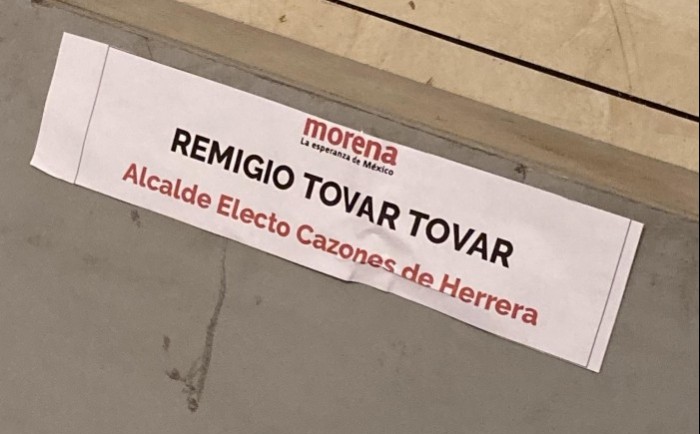 morena
La esperanza de México
REMIGIO TOVAR TOVAR
Alcalde Electo Cazones de Herrera